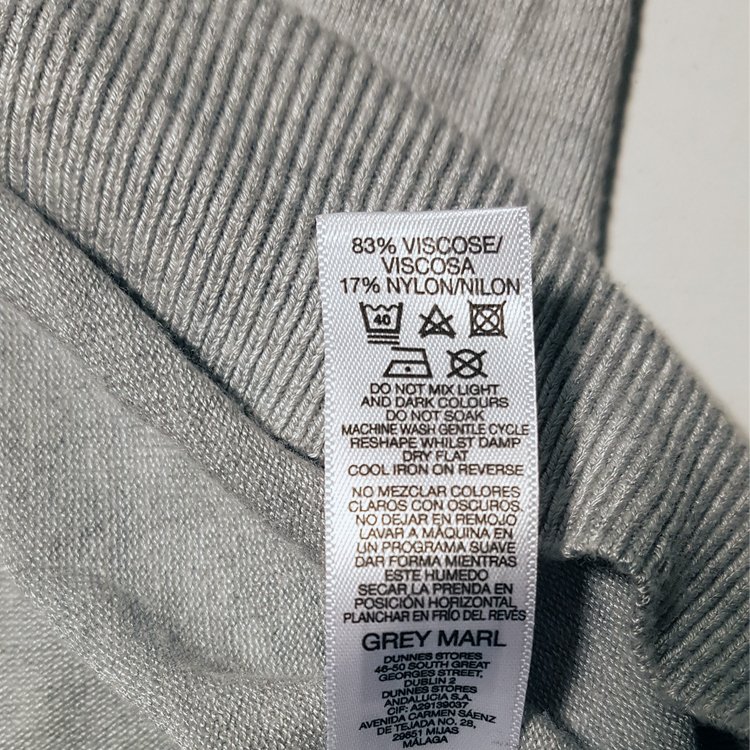 83% VISCOSE/
VISCOSA
17% NYLON/NILON
40
DO NOT MIX LIGHT
AND DARK COLOURS
DO NOT SOAK
MACHINE WASH GENTLE CYCLE
RESHAPE WHILST DAMP
DRY FLAT
COOL IRON ON REVERSE
NO MEZCLAR COLORES
CLAROS CON OSCUROS.
NO DEJAR EN REMOJO
LAVAR A MÁQUINA EN
UN PROGRAMA SUAVE
DAR FORMA MIENTRAS
ESTE HUMEDO
SECAR LA PRENDA EN
POSICIÓN HORIZONTAL
PLANCHAR EN FRÍO DEL REVÉS
GREY MARL
DUNNES STORES
46-50 SOUTH GREAT
GEORGES STREET,
DUBLIN 2
DUNNES STORES
ANDALUCIA S.A.
CIF: A29139037
AVENIDA CARMEN SÁENZ
DE TEJADA NO. 28,
29651 MIJAS
MÁLAGA